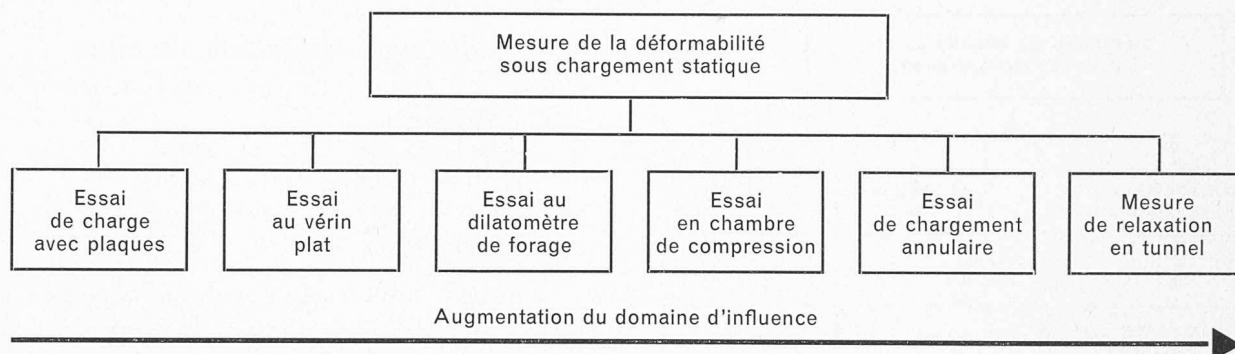 Mesure de la déformabilité
sous chargement statique
Essai
de charge
avec plaques
Essai
au vérin
plat
Essai au
dilatomètre
de forage
Essai
en chambre
de compression
Essai
de chargement
annulaire
Mesure
de relaxation
en tunnel
Augmentation du domaine d'influence